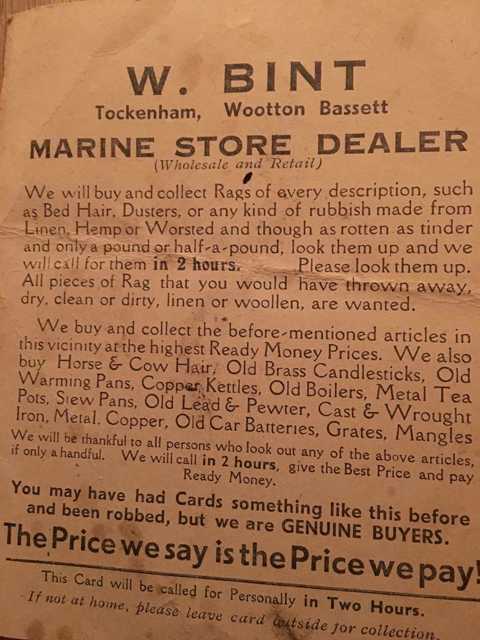 W. BINT
Tockenham, Wootton Bassett
MARINE STORE DEALER
(Wholesale and Retail)
We will buy and collect Rags of every description, such
as Bed Hair, Dusters, or any kind of rubbish made from
Linen, Hemp or Worsted and though as rotten as tinder
and only a pound or half-a-pound, look them up and we
will call for them in 2 hours. Please look them up.
All pieces of Rag that you would have thrown away,
dry, clean or dirty, linen or woollen, are wanted.
We buy and collect the before-mentioned articles in
this vicinity at the highest Ready Money Prices. We also
buy Horse & Cow Hair, Old Brass Candlesticks, Old
Warming Pans, Copper Kettles, Old Boilers, Metal Tea
Pots, Stew Pans, Old Lead & Pewter, Cast & Wrought
Iron, Metal, Copper, Old Car Batteries, Grates, Mangles
We will be thankful to all persons who look out any of the above articles,
if only a handful. We will call in 2 hours, give the Best Price and pay
Ready Money.
You may have had Cards something like this before
and been robbed, but we are GENUINE BUYERS.
The Price we say is the Price we pay!
This Card will be called for Personally in Two Hours.
If not at home, please leave card outside for collection.